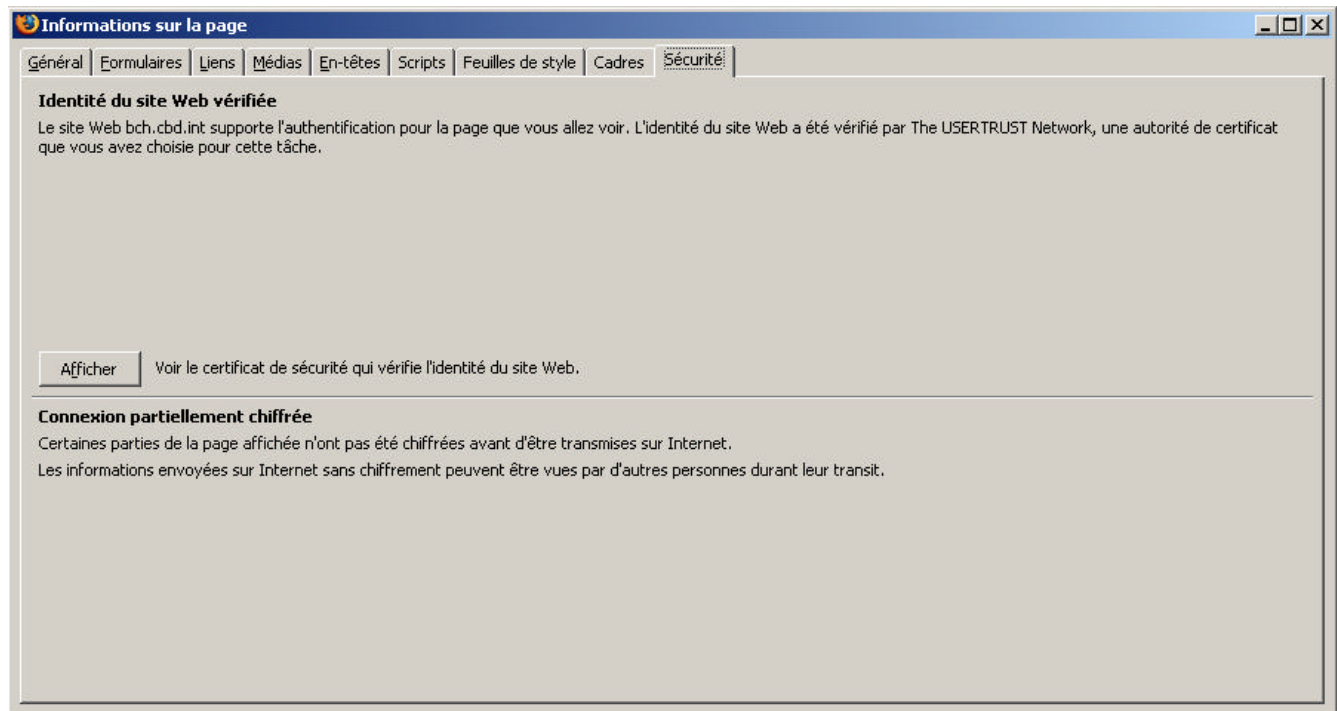 Informations sur la page
Général Formulaires Liens Médias En-têtes Scripts Feuilles de style Cadres Sécurité
Identité du site Web vérifiée
Le site Web bch.cbd.int supporte l'authentification pour la page que vous allez voir. L'identité du site Web a été vérifié par The USERTRUST Network, une autorité de certificat
que vous avez choisie pour cette tâche.
Afficher Voir le certificat de sécurité qui vérifie l'identité du site Web.
Connexion partiellement chiffrée
Certaines parties de la page affichée n'ont pas été chiffrées avant d'être transmises sur Internet.
Les informations envoyées sur Internet sans chiffrement peuvent être vues par d'autres personnes durant leur transit.